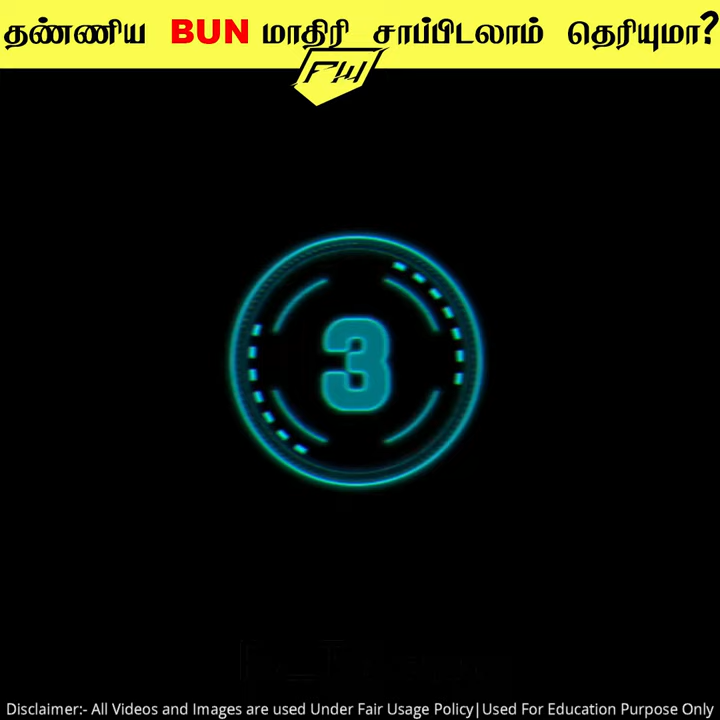 தண்ணிய BUN மாதிரி சாப்பிடலாம் தெரியுமா?
FW
3
Disclaimer:- All Videos and Images are used Under Fair Usage Policy|Used For Education Purpose Only